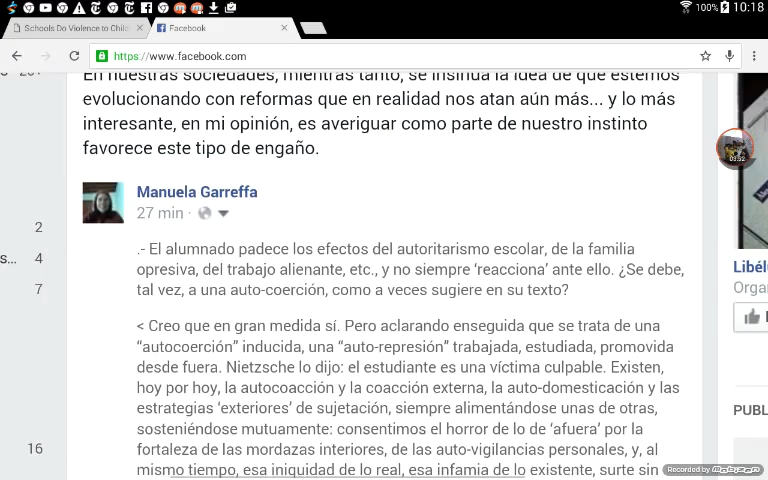 100% 10:18
Schools Do Violence to Child
Facebook
https://www.facebook.com
En nuestras sociedades, mientras tanto, se insinúa la idea de que estemos
evolucionando con reformas que en realidad nos atan aún más... y lo más
interesante, en mi opinión, es averiguar como parte de nuestro instinto
favorece este tipo de engaño.
Manuela Garreffa
27 min ·
.- El alumnado padece los efectos del autoritarismo escolar, de la familia
opresiva, del trabajo alienante, etc., y no siempre ‘reacciona’ ante ello. ¿Se debe,
tal vez, a una auto-coerción, como a veces sugiere en su texto?
< Creo que en gran medida sí. Pero aclarando enseguida que se trata de una
“autocoerción” inducida, una “auto-represión” trabajada, estudiada, promovida
desde fuera. Nietzsche lo dijo: el estudiante es una víctima culpable. Existen,
hoy por hoy, la autocoacción y la coacción externa, la auto-domesticación y las
estrategias ‘exteriores’ de sujetación, siempre alimentándose unas de otras,
sosteniéndose mutuamente: consentimos el horror de lo de ‘afuera’ por la
fortaleza de las mordazas interiores, de las auto-vigilancias personales, y, al
mismo tiempo, esa iniquidad de lo real, esa infamia de lo existente, surte sin
2
s... 4
7
16
03:52
Libél
Orga
PUBL
Recorded by Mobizen